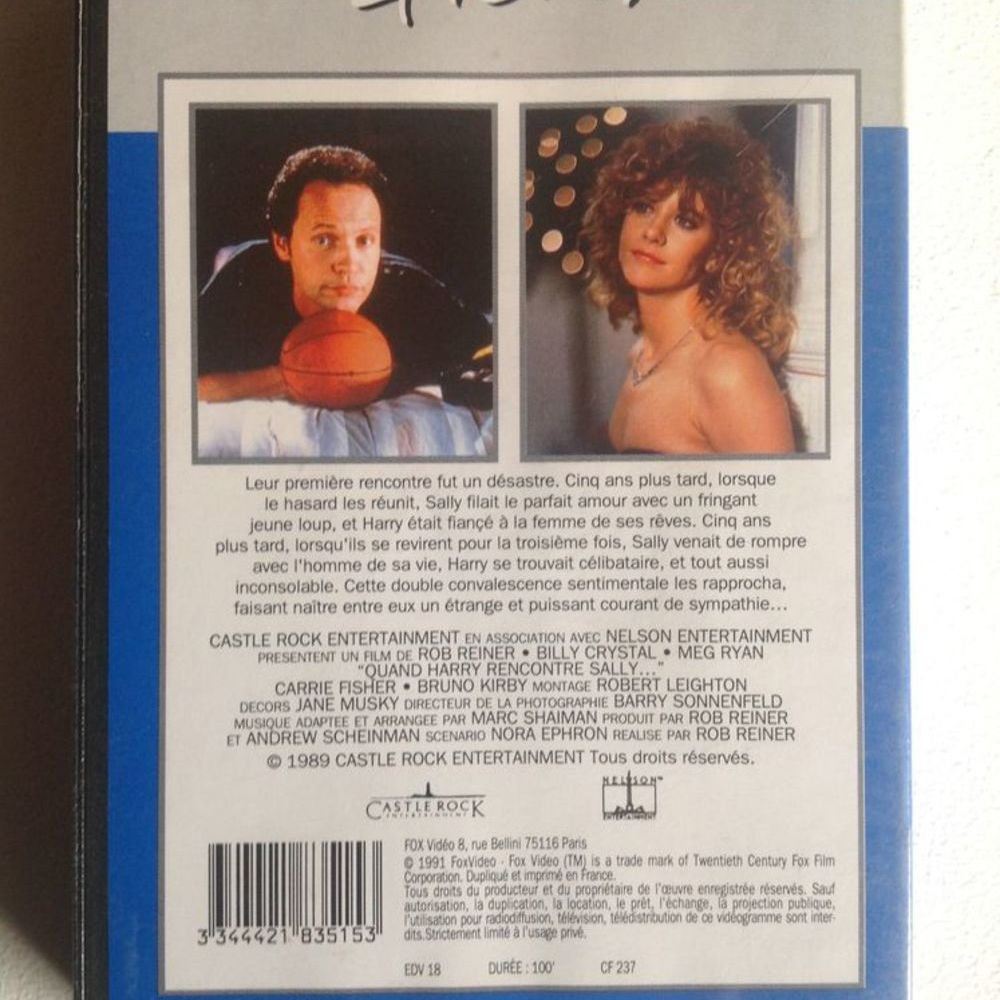 Leur première rencontre fut un désastre. Cinq ans plus tard, lorsque
le hasard les réunit, Sally filait le parfait amour avec un fringant
jeune loup, et Harry était fiancé à la femme de ses rêves. Cinq ans
plus tard, lorsqu'ils se revirent pour la troisième fois, Sally venait de rompre
avec l'homme de sa vie, Harry se trouvait célibataire, et tout aussi
inconsolable. Cette double convalescence sentimentale les rapprocha,
faisant naître entre eux un étrange et puissant courant de sympathie...
CASTLE ROCK ENTERTAINMENT EN ASSOCIATION AVEC NELSON ENTERTAINMENT
PRESENTENT UN FILM DE ROB REINER • BILLY CRYSTAL • MEG RYAN
"QUAND HARRY RENCONTRE SALLY..."
CARRIE FISHER • BRUNO KIRBY MONTAGE ROBERT LEIGHTON
DECORS JANE MUSKY DIRECTEUR DE LA PHOTOGRAPHIE BARRY SONNENFELD
MUSIQUE ADAPTEE ET ARRANGEE PAR MARC SHAIMAN PRODUIT PAR ROB REINER
ET ANDREW SCHEINMAN SCENARIO NORA EPHRON REALISE PAR ROB REINER
© 1989 CASTLE ROCK ENTERTAINMENT Tous droits réservés.
CASTLE ROCK
ENTERTAINMENT
NELSON™
ENTERTAINMENT
FOX Vidéo 8, rue Bellini 75116 Paris
© 1991 FoxVideo - Fox Video (TM) is a trade mark of Twentieth Century Fox Film
Corporation. Dupliqué et imprimé en France.
Tous droits du producteur et du propriétaire de l'œuvre enregistrée réservés. Sauf
autorisation, la duplication, la location, le prêt, l'échange, la projection publique,
l'utilisation pour radiodiffusion, télévision, télédistribution de ce vidéogramme sont inter-
dits.Strictement limité à l'usage privé.
3 344421 835153
EDV 18 DURÉE : 100' CF 237